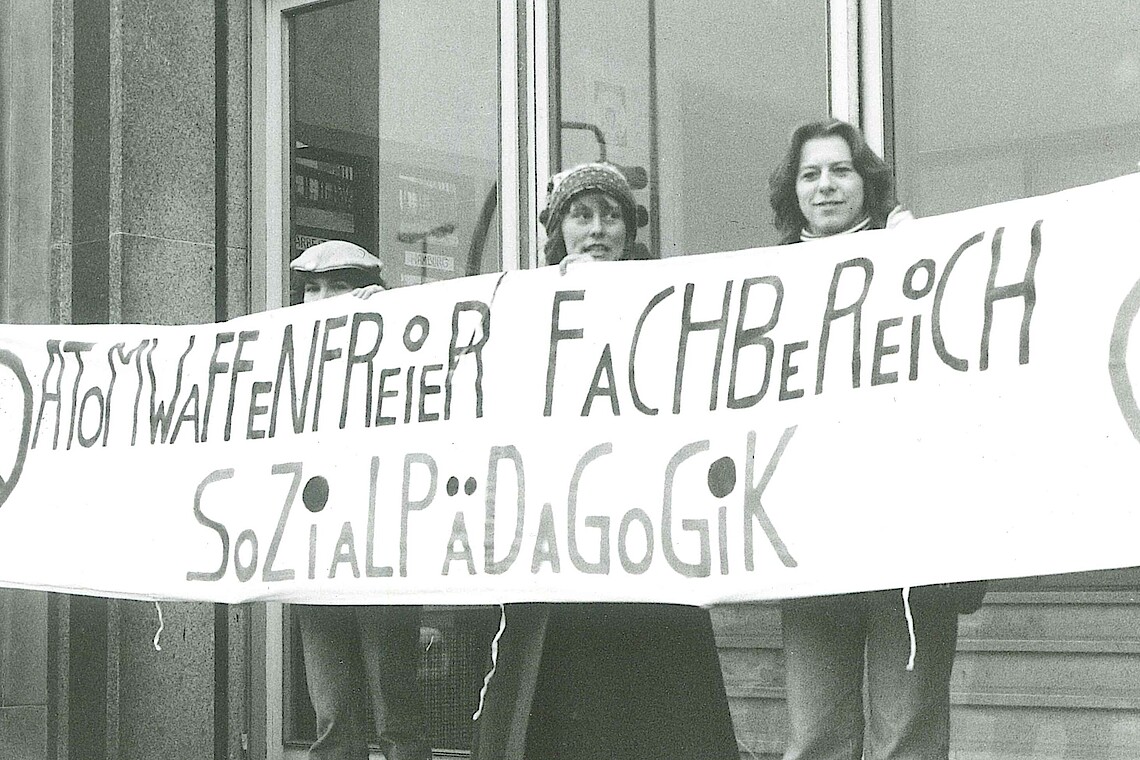 AToMWaFFeNFReieR FaCHBeReiCH
SoZiaLPäDaGoGiK